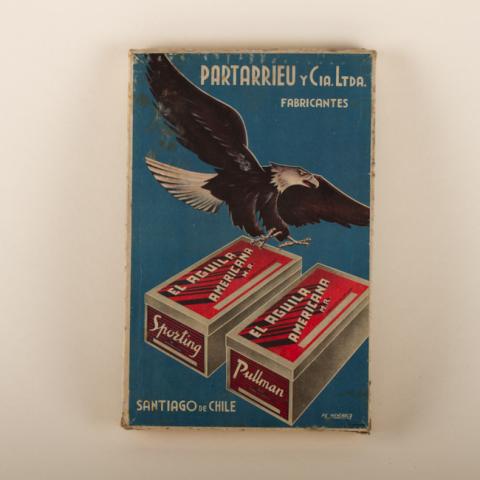 PARTARRIEU Y CIA. LTDA.
FABRICANTES
EL AGUILA
AMERICANA
M.R.
Sporting
EL AGUILA
AMERICANA
M.R.
Pullman
SANTIAGO DE CHILE